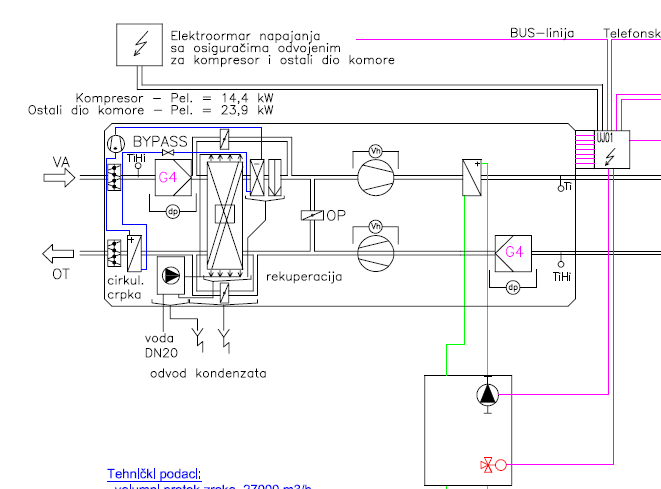 Elektroormar napajanja
sa osiguračima odvojenim
za kompresor i ostali dio komore
BUS-linija
Telefonsk
Kompresor - Pel. = 14,4 kW
Ostali dio komore - Pel. = 23,9 kW
UJ01
BYPASS
Vh
VA
TiHi
G4
+
Ti
dp
OP
Vh
OT
G4
cirkul.
crpka
rekuperacija
TiHi
dp
voda
DN20
odvod kondenzata
Tehnički podaci: